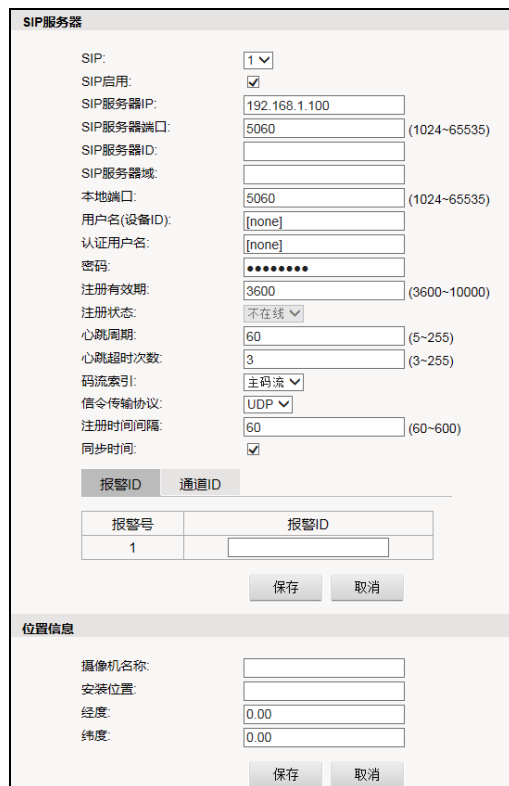 SIP服务器
SIP: 1
SIP启用:
SIP服务器IP: 192.168.1.100
SIP服务器端口: 5060 (1024~65535)
SIP服务器ID:
SIP服务器域:
本地端口: 5060 (1024~65535)
用户名(设备ID): [none]
认证用户名: [none]
密码: ●●●●●●●●
注册有效期: 3600 (3600~10000)
注册状态: 不在线
心跳周期: 60 (5~255)
心跳超时次数: 3 (3~255)
码流索引: 主码流
信令传输协议: UDP
注册时间间隔: 60 (60~600)
同步时间:
报警ID 通道ID
报警号 报警ID
1
保存 取消
位置信息
摄像机名称:
安装位置:
经度: 0.00
纬度: 0.00
保存 取消